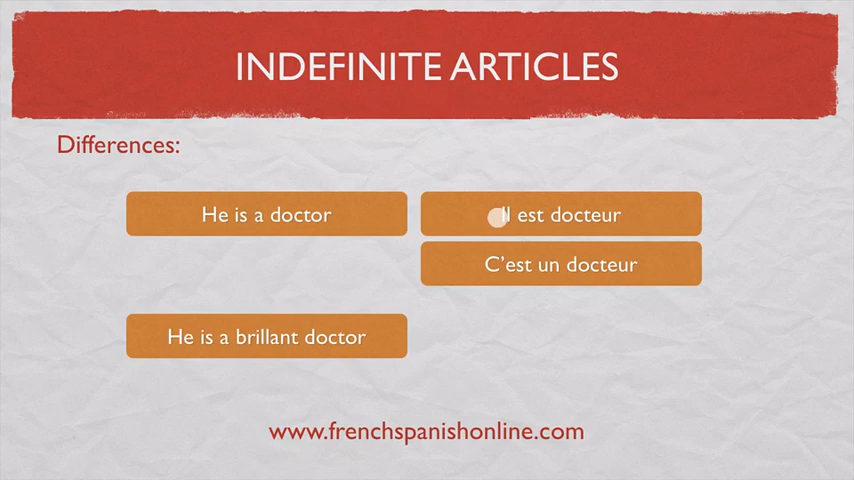 INDEFINITE ARTICLES
Differences:
He is a doctor
Il est docteur
C’est un docteur
He is a brillant doctor
www.frenchspanishonline.com